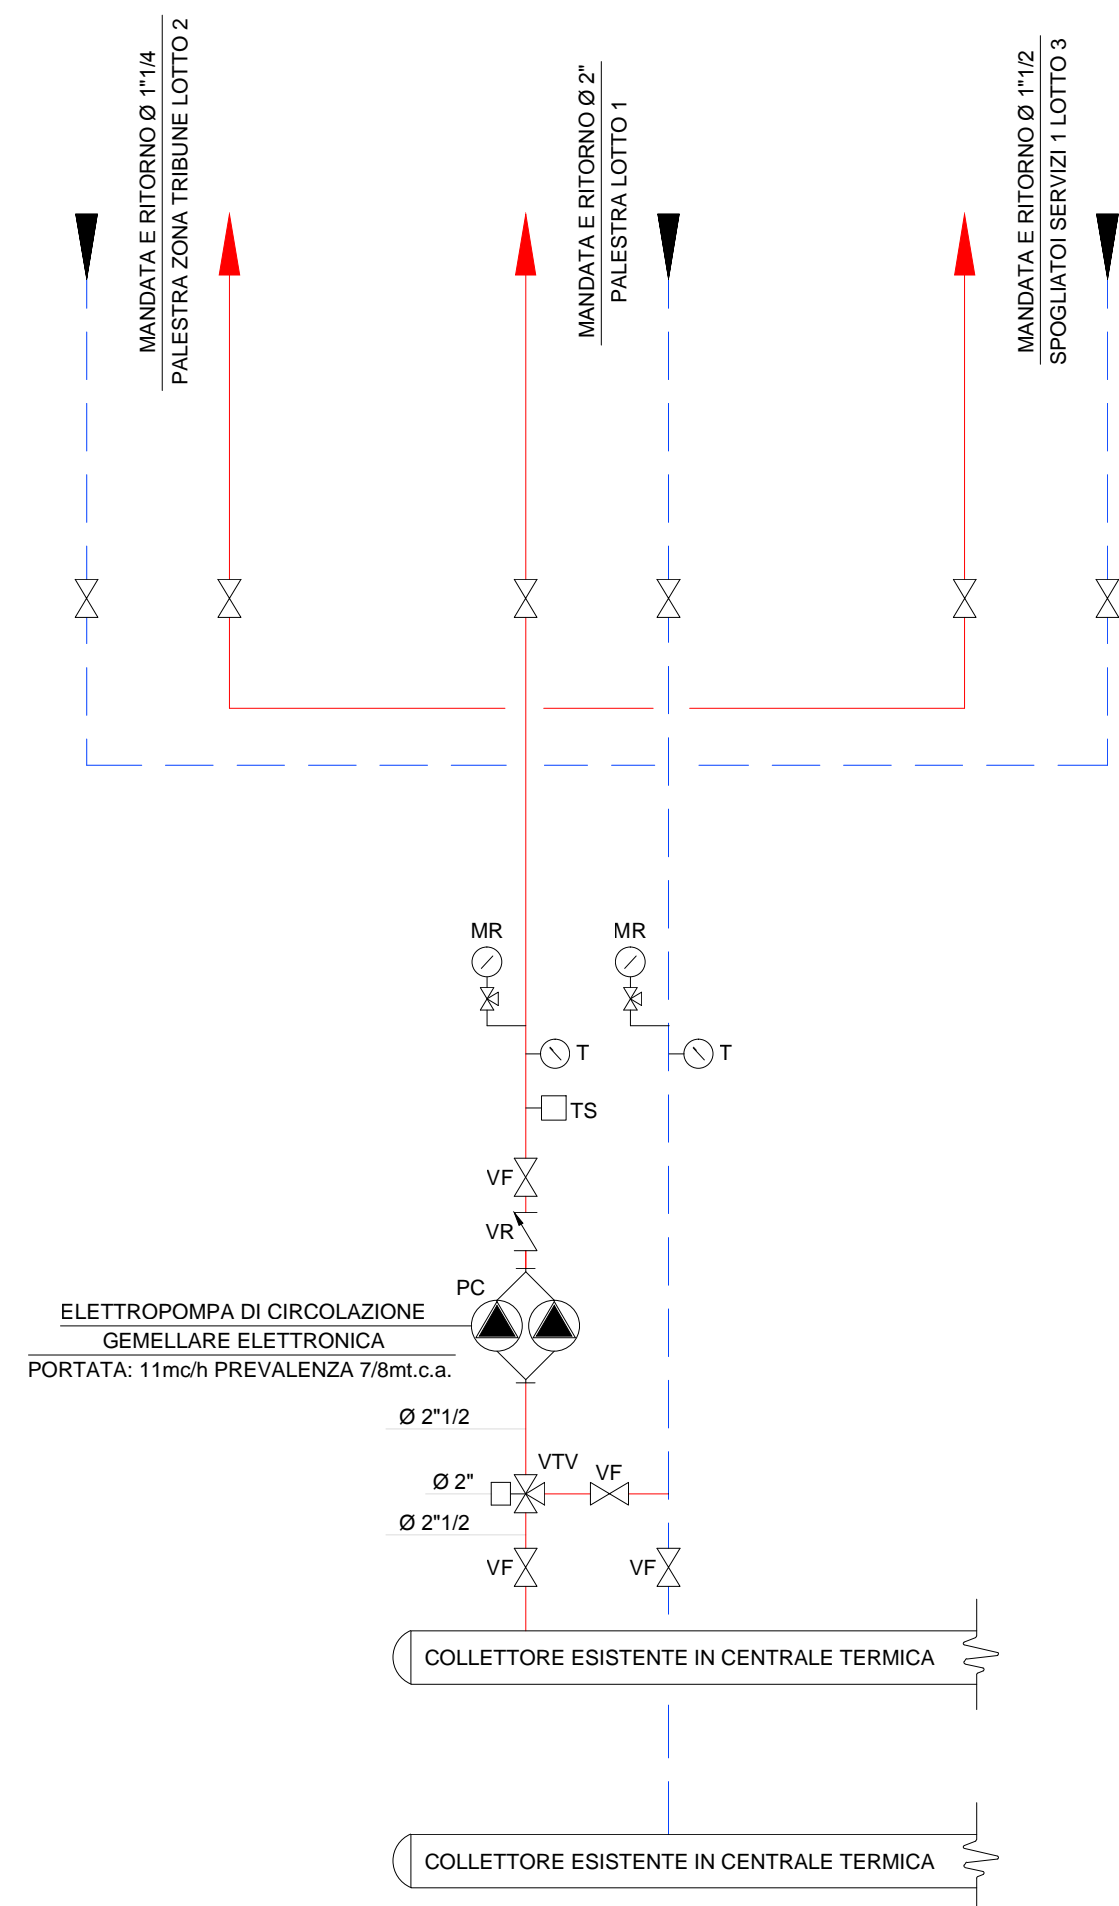 MANDATA E RITORNO Ø 1"1/4
PALESTRA ZONA TRIBUNE LOTTO 2
MANDATA E RITORNO Ø 2"
PALESTRA LOTTO 1
MANDATA E RITORNO Ø 1"1/2
SPOGLIATOI SERVIZI 1 LOTTO 3
MR
MR
T
T
TS
VF
VR
PC
ELETTROPOMPA DI CIRCOLAZIONE
GEMELLARE ELETTRONICA
PORTATA: 11mc/h PREVALENZA 7/8mt.c.a.
Ø 2"1/2
VTV
VF
Ø 2"
Ø 2"1/2
VF
VF
COLLETTORE ESISTENTE IN CENTRALE TERMICA
COLLETTORE ESISTENTE IN CENTRALE TERMICA